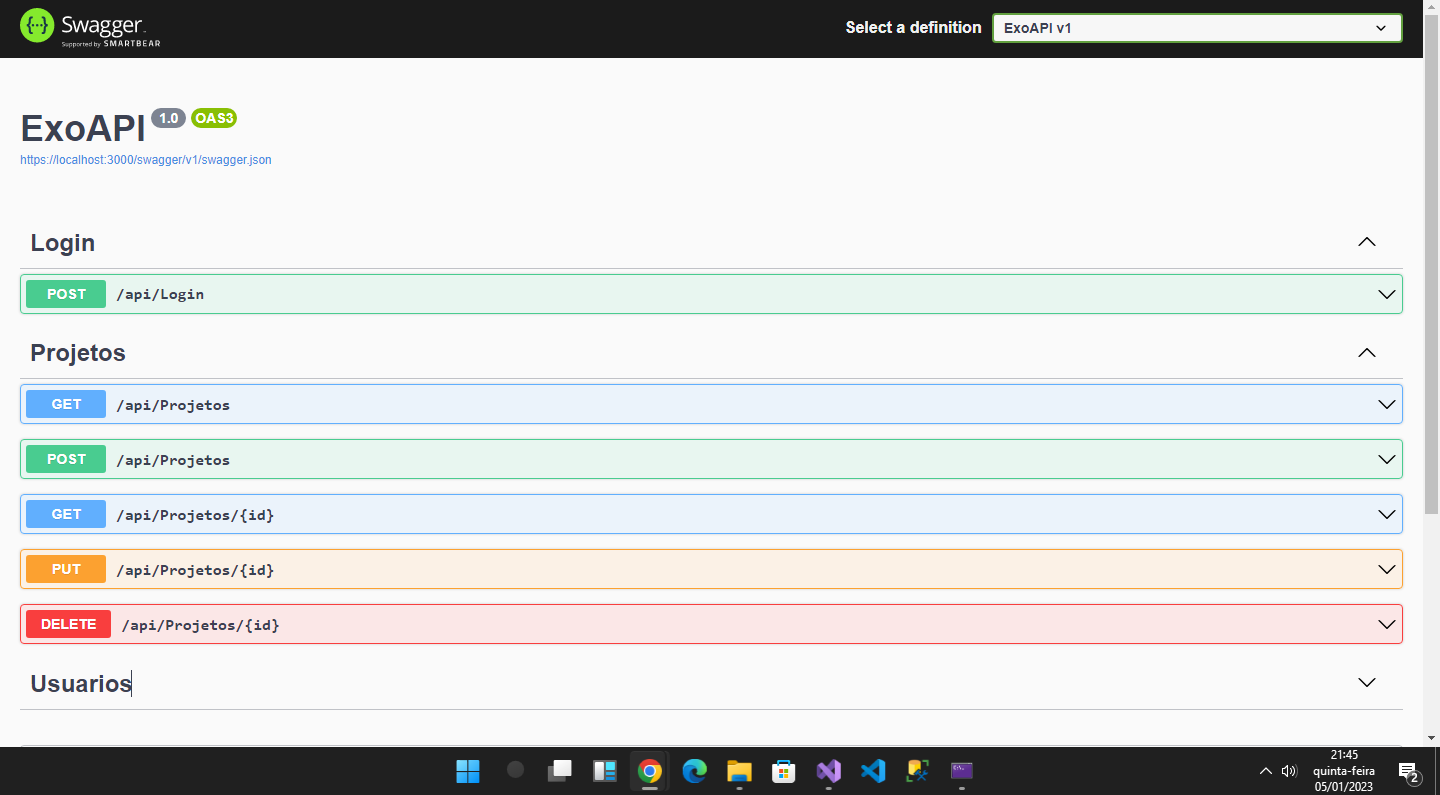 Swagger
Supported by SMARTBEAR
Select a definition
ExoAPI v1
ExoAPI 1.0 OAS3
https://localhost:3000/swagger/v1/swagger.json
Login
POST /api/Login
Projetos
GET /api/Projetos
POST /api/Projetos
GET /api/Projetos/{id}
PUT /api/Projetos/{id}
DELETE /api/Projetos/{id}
Usuarios
21:45
quinta-feira
05/01/2023
2